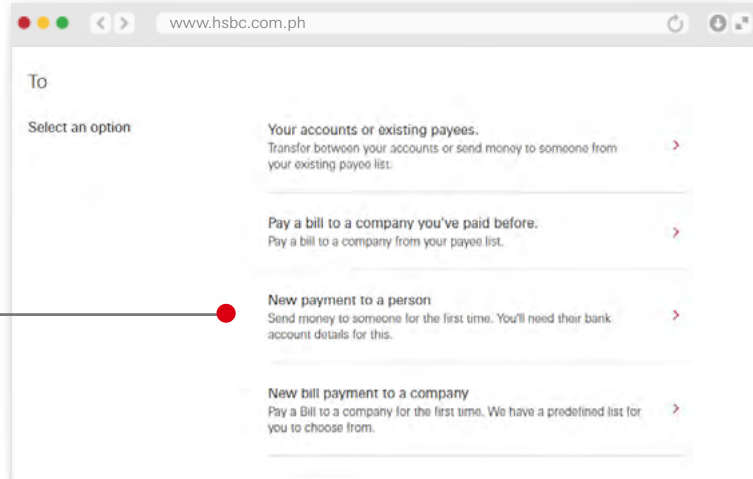 www.hsbc.com.ph
To
Select an option
Your accounts or existing payees.
Transfer between your accounts or send money to someone from
your existing payee list.
Pay a bill to a company you've paid before.
Pay a bill to a company from your payee list.
New payment to a person
Send money to someone for the first time. You'll need their bank
account details for this.
New bill payment to a company
Pay a Bill to a company for the first time. We have a predefined list for
you to choose from.